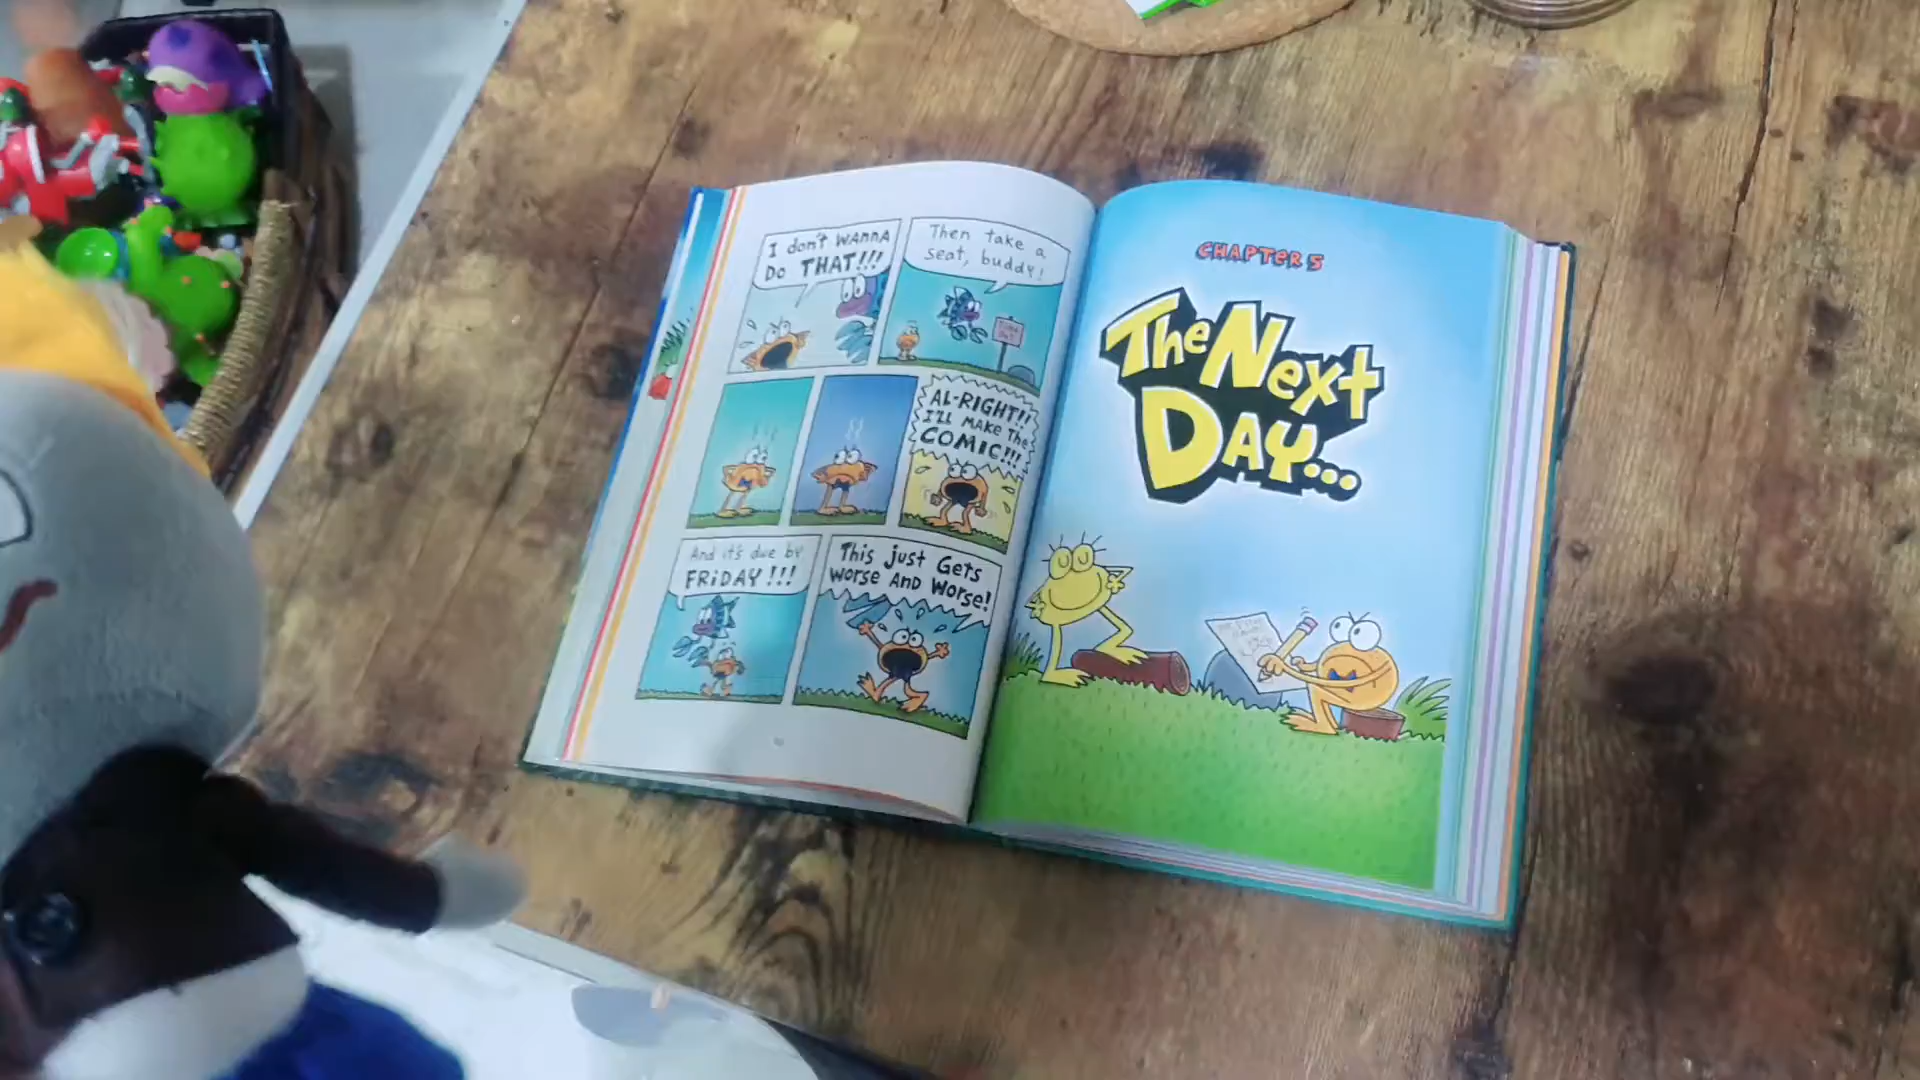 I don't WANNA
DO THAT!!!
Then take a
seat, buddy!
AL-RIGHT!!
I'LL MAKE THE
COMIC!!!
And it's due by
FRIDAY!!!
This just Gets
Worse AND Worse!
CHAPTER 5
THE NEXT
DAY...